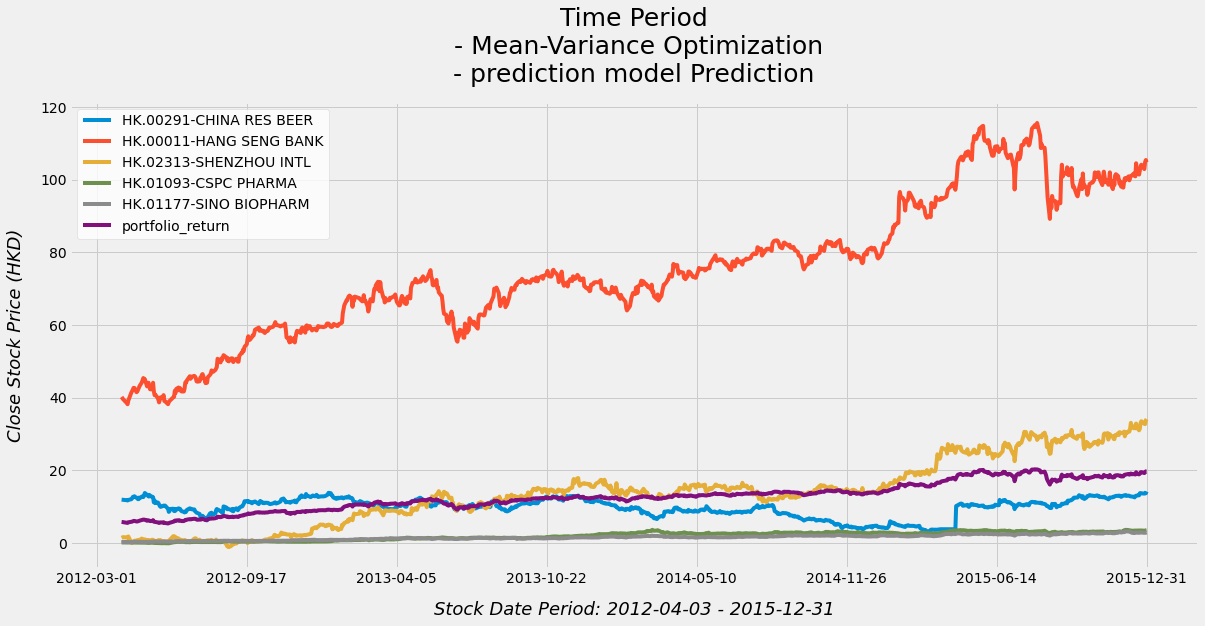 Time Period
- Mean-Variance Optimization
- prediction model Prediction
120
100
80
60
40
20
0
Close Stock Price (HKD)
HK.00291-CHINA RES BEER
HK.00011-HANG SENG BANK
HK.02313-SHENZHOU INTL
HK.01093-CSPC PHARMA
HK.01177-SINO BIOPHARM
portfolio_return
2012-03-01 2012-09-17 2013-04-05 2013-10-22 2014-05-10 2014-11-26 2015-06-14 2015-12-31
Stock Date Period: 2012-04-03 - 2015-12-31